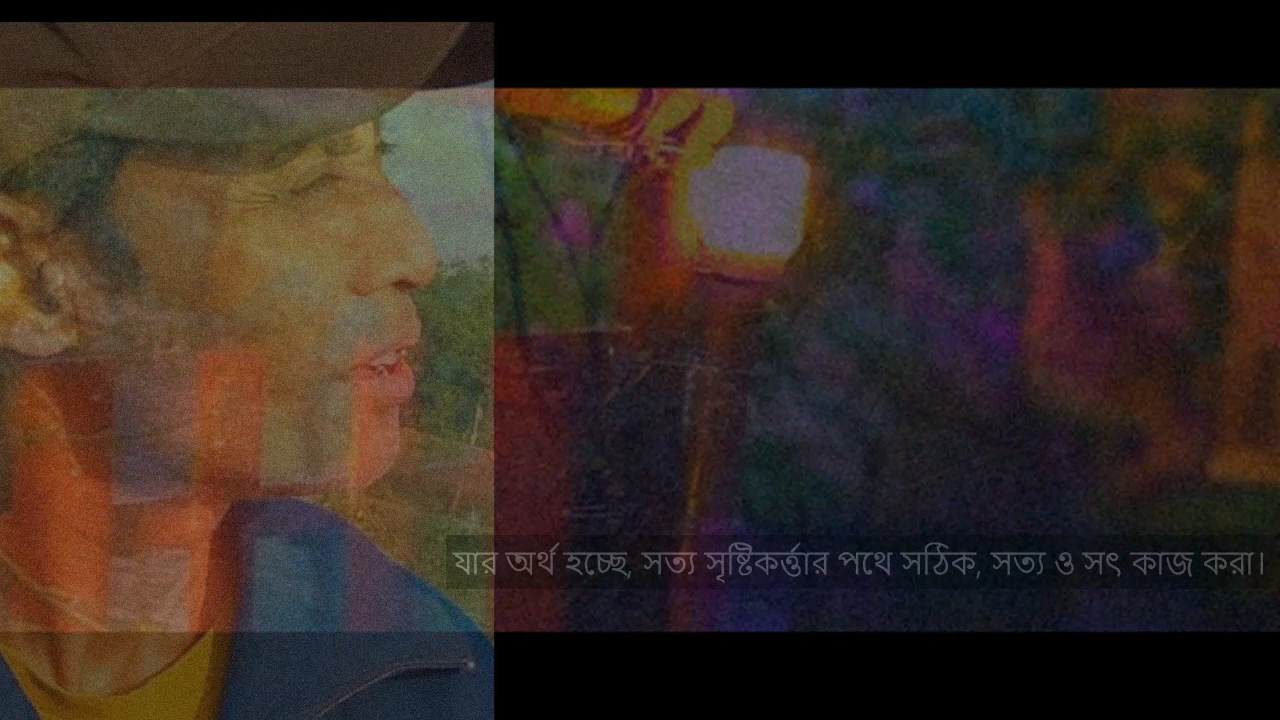 যার অর্থ হচ্ছে, সত্য সৃষ্টিকর্ত্তার পথে সঠিক, সত্য ও সৎ কাজ করা।